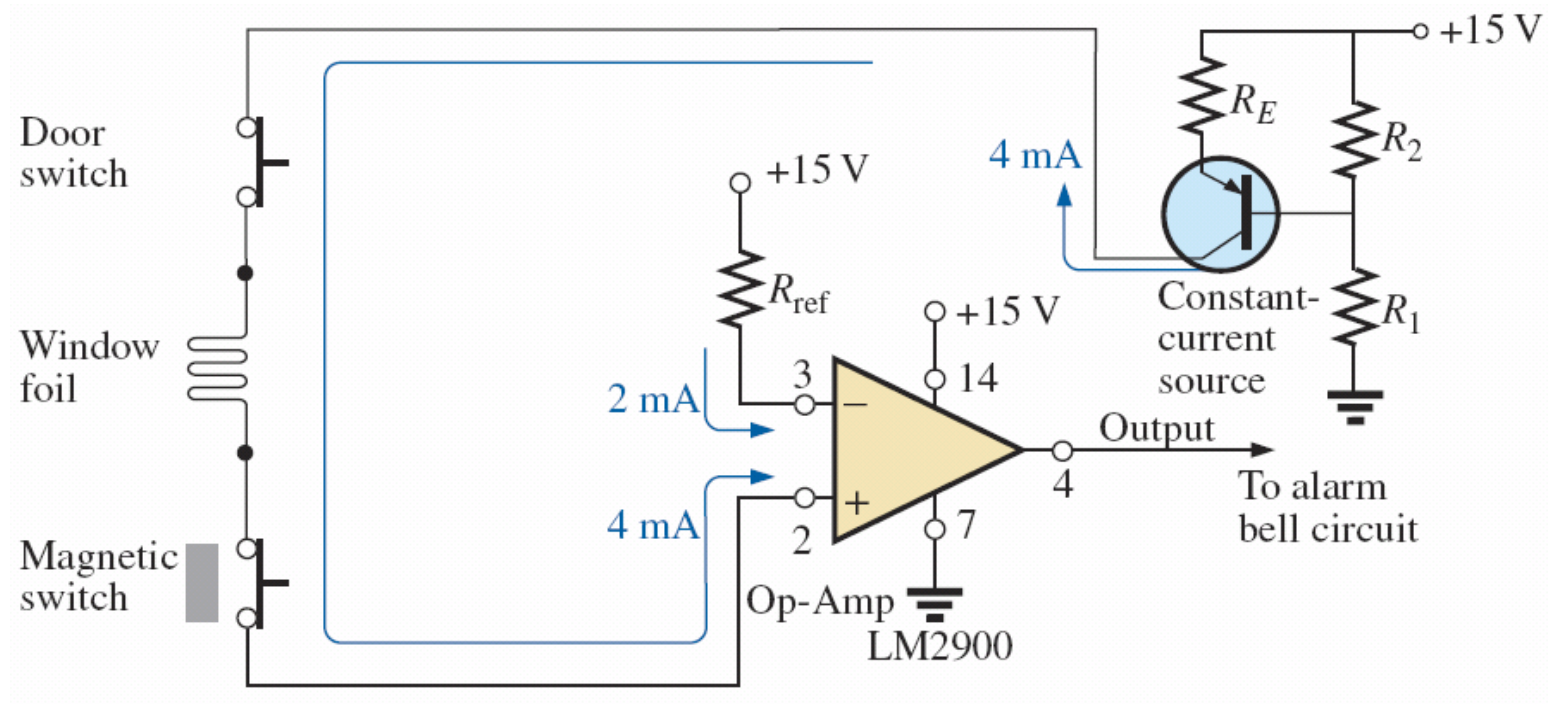 +15 V
R_E
R_2
Door
switch
4 mA
+15 V
R_ref
R_1
Constant-
current
source
+15 V
Window
foil
3
14
2 mA
−
Output
4
To alarm
bell circuit
+
4 mA
2
7
Magnetic
switch
Op-Amp
LM2900